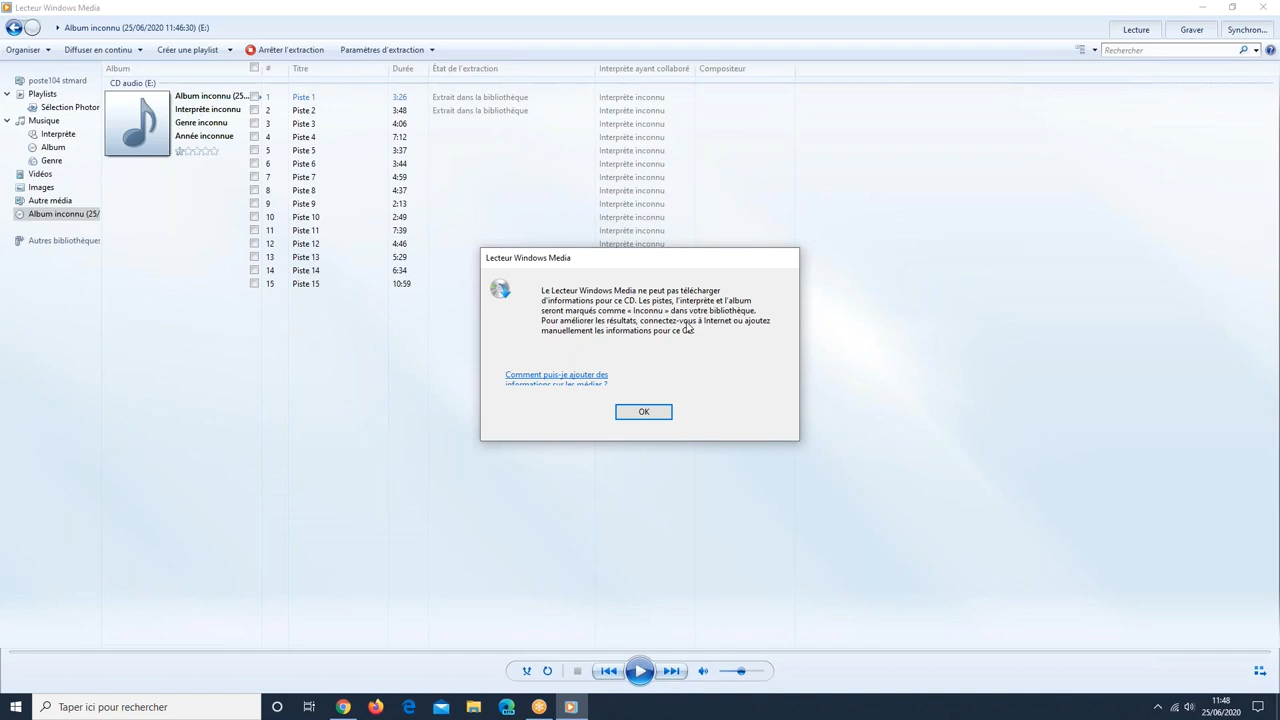 Lecteur Windows Media
Album inconnu (25/06/2020 11:46:30) (E:)
Lecture
Graver
Synchron...
Organiser
Diffuser en continu
Créer une playlist
Arrêter l'extraction
Paramètres d'extraction
Rechercher
poste104 stmard
Playlists
Sélection Photor
Musique
Interprète
Album
Genre
Vidéos
Images
Autre média
Album inconnu (25/
Autres bibliothèques
Album
#
Titre
Durée
État de l'extraction
Interprète ayant collaboré
Compositeur
CD audio (E:)
Album inconnu (25...
Interprète inconnu
Genre inconnu
Année inconnue
1 Piste 1 3:26 Extrait dans la bibliothèque Interprète inconnu
2 Piste 2 3:48 Extrait dans la bibliothèque Interprète inconnu
3 Piste 3 4:06 Interprète inconnu
4 Piste 4 7:12 Interprète inconnu
5 Piste 5 3:37 Interprète inconnu
6 Piste 6 3:44 Interprète inconnu
7 Piste 7 4:59 Interprète inconnu
8 Piste 8 4:37 Interprète inconnu
9 Piste 9 2:13 Interprète inconnu
10 Piste 10 2:49 Interprète inconnu
11 Piste 11 7:39 Interprète inconnu
12 Piste 12 4:46 Interprète inconnu
13 Piste 13 5:29
14 Piste 14 6:34
15 Piste 15 10:59
Lecteur Windows Media
Le Lecteur Windows Media ne peut pas télécharger
d'informations pour ce CD. Les pistes, l'interprète et l'album
seront marqués comme « Inconnu » dans votre bibliothèque.
Pour améliorer les résultats, connectez-vous à Internet ou ajoutez
manuellement les informations pour ce
Comment puis-je ajouter des
informations sur les médias ?
OK
Taper ici pour rechercher
11:48
25/06/2020